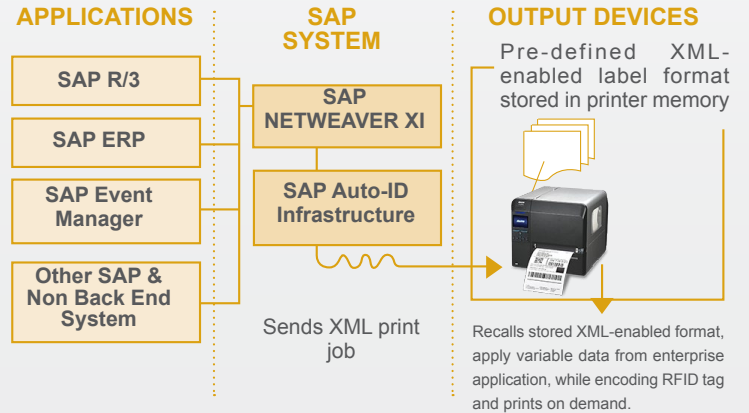 APPLICATIONS
SAP R/3
SAP ERP
SAP Event
Manager
Other SAP &
Non Back End
System
SAP
SYSTEM
SAP
NETWEAVER XI
SAP Auto-ID
Infrastructure
Sends XML print
job
OUTPUT DEVICES
Pre-defined XML-
enabled label format
stored in printer memory
Recalls stored XML-enabled format,
apply variable data from enterprise
application, while encoding RFID tag
and prints on demand.